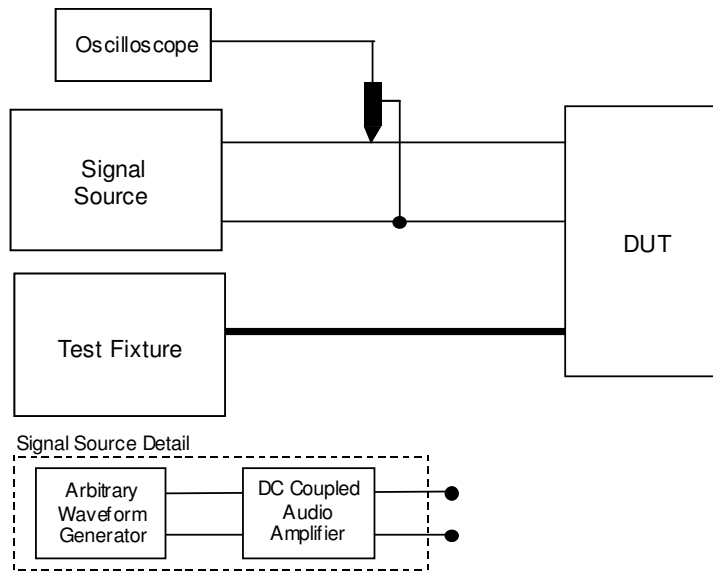 Oscilloscope
Signal
Source
DUT
Test Fixture
Signal Source Detail
Arbitrary
Waveform
Generator
DC Coupled
Audio
Amplifier